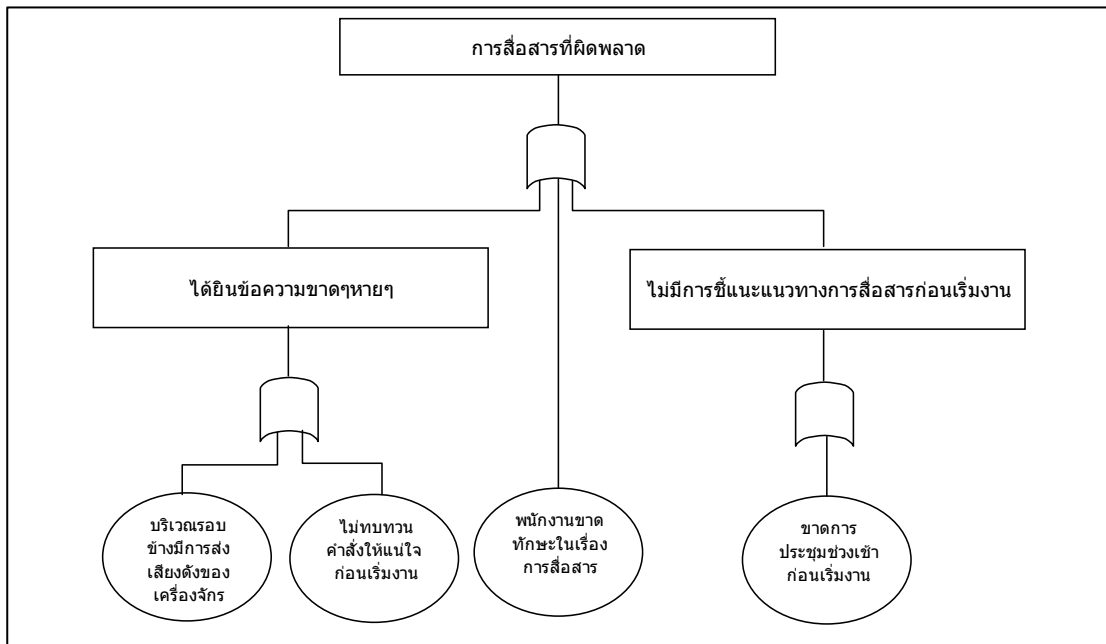 การสื่อสารที่ผิดพลาด
ได้ยินข้อความขาดๆหายๆ
ไม่มีการชี้แนะแนวทางการสื่อสารก่อนเริ่มงาน
บริเวณรอบ
ข้างมีการส่ง
เสียงดังของ
เครื่องจักร
ไม่ทบทวน
คำสั่งให้แน่ใจ
ก่อนเริ่มงาน
พนักงานขาด
ทักษะในเรื่อง
การสื่อสาร
ขาดการ
ประชุมช่วงเช้า
ก่อนเริ่มงาน